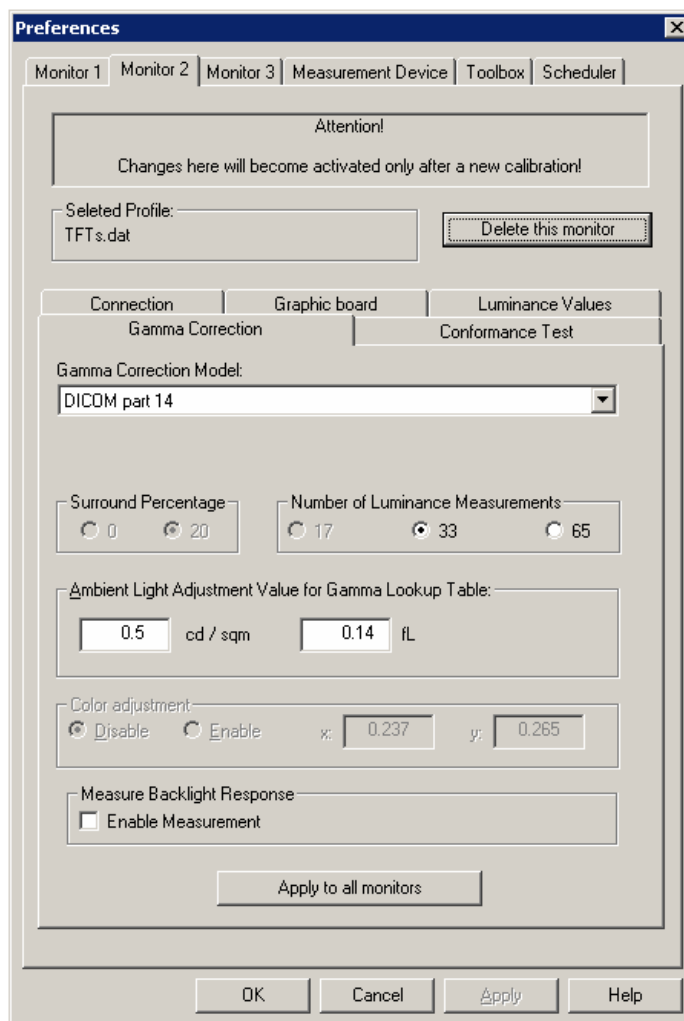 Preferences
Monitor 1 Monitor 2 Monitor 3 Measurement Device Toolbox Scheduler
Attention!
Changes here will become activated only after a new calibration!
Seleted Profile:
TFTs.dat
Delete this monitor
Connection Graphic board Luminance Values
Gamma Correction Conformance Test
Gamma Correction Model:
DICOM part 14
Surround Percentage
0 20
Number of Luminance Measurements
17 33 65
Ambient Light Adjustment Value for Gamma Lookup Table:
0.5 cd / sqm 0.14 fL
Color adjustment
Disable Enable x: 0.237 y: 0.265
Measure Backlight Response
Enable Measurement
Apply to all monitors
OK Cancel Apply Help